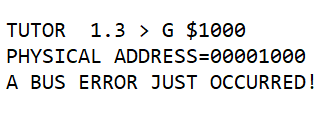 TUTOR  1.3 > G $1000
PHYSICAL ADDRESS=00001000
A BUS ERROR JUST OCCURRED!